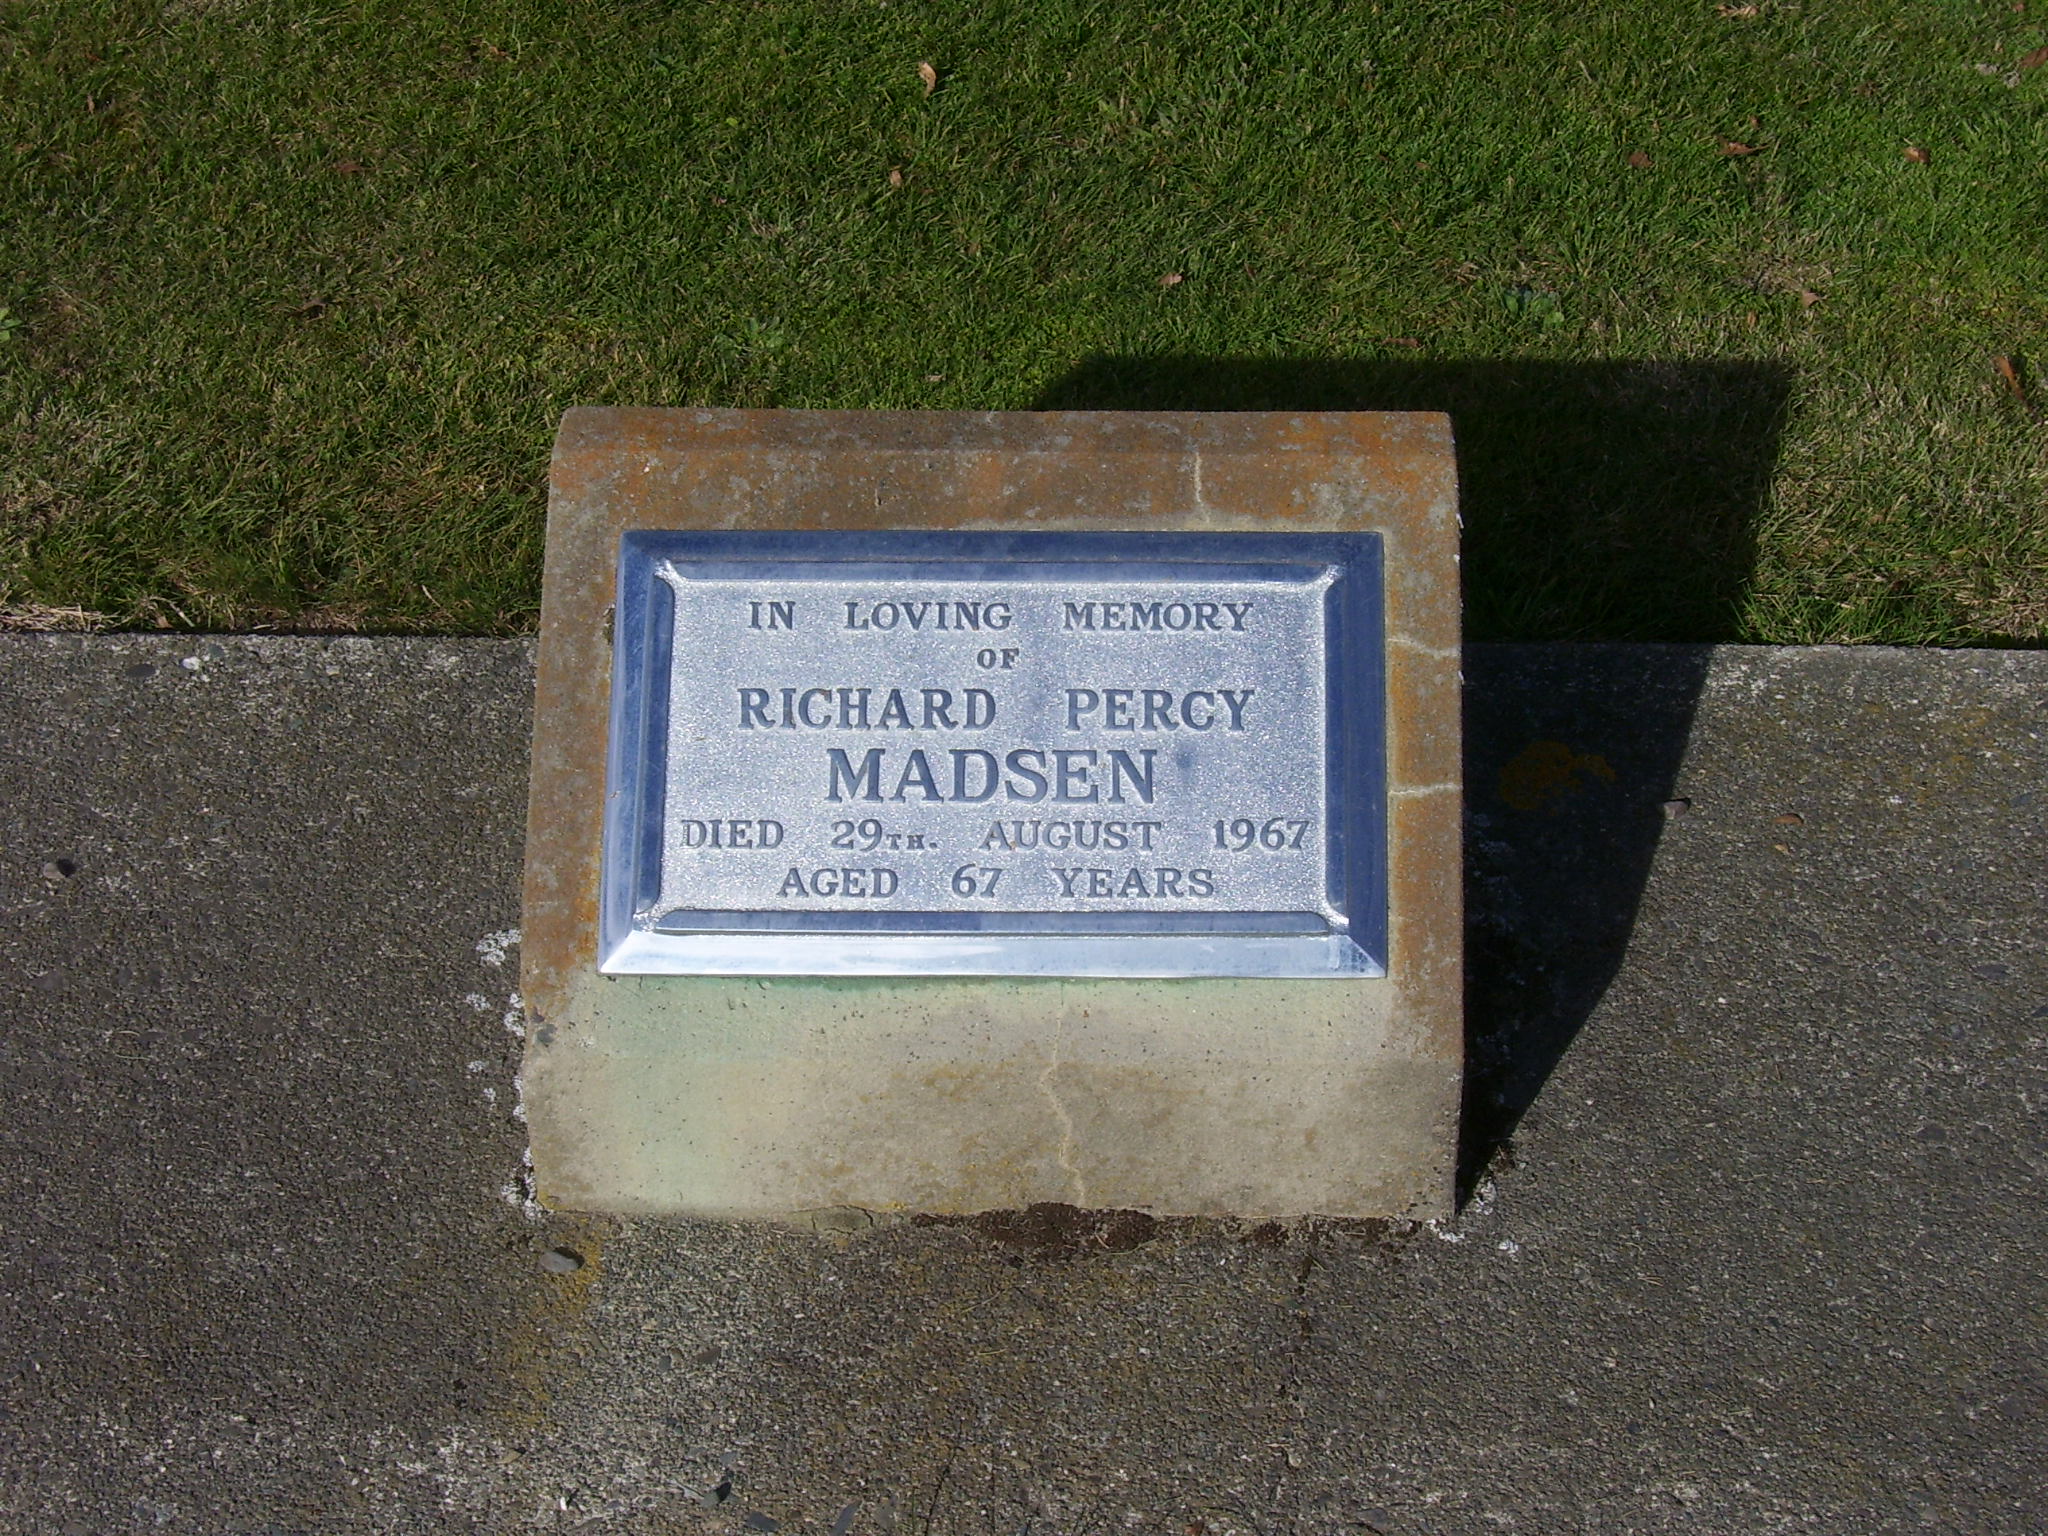 IN LOVING MEMORY
OF
RICHARD PERCY
MADSEN
DIED 29TH. AUGUST 1967
AGED 67 YEARS